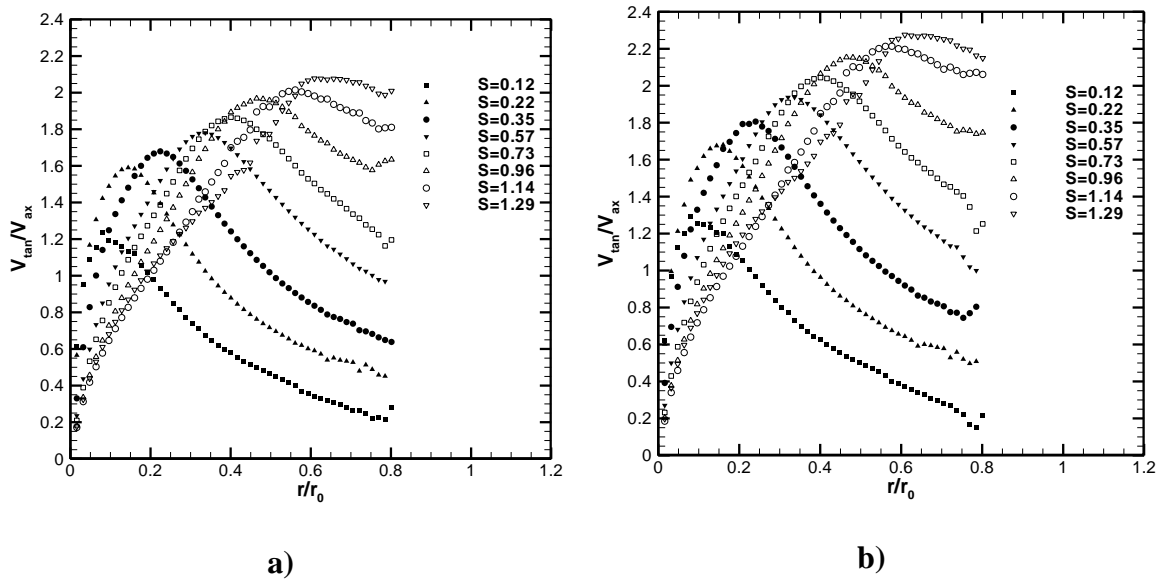 2.4
2.2
2
1.8
1.6
1.4
1.2
1
0.8
0.6
0.4
0.2
0
0 0.2 0.4 0.6 0.8 1 1.2
V_tan/V_ax
r/r_0
S=0.12
S=0.22
S=0.35
S=0.57
S=0.73
S=0.96
S=1.14
S=1.29
a)
2.4
2.2
2
1.8
1.6
1.4
1.2
1
0.8
0.6
0.4
0.2
0
0 0.2 0.4 0.6 0.8 1 1.2
V_tan/V_ax
r/r_0
S=0.12
S=0.22
S=0.35
S=0.57
S=0.73
S=0.96
S=1.14
S=1.29
b)